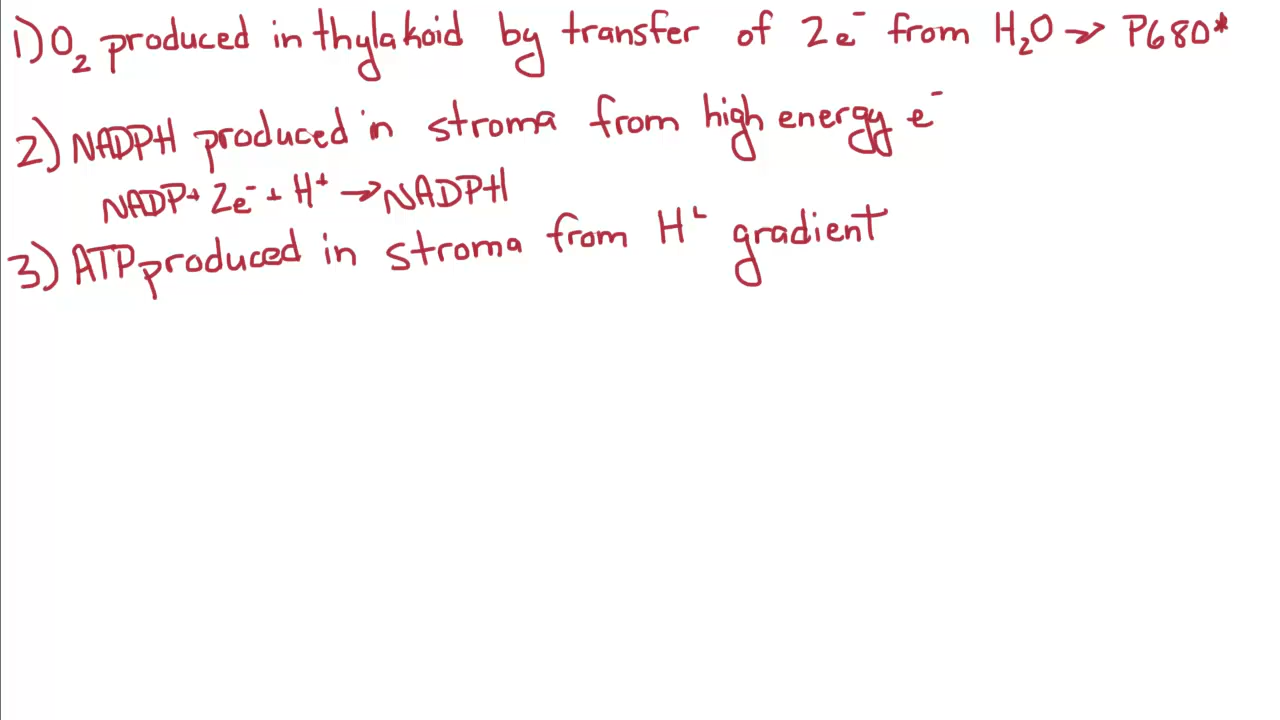 1) O₂ produced in thylakoid by transfer of 2e⁻ from H₂O → P680*
2) NADPH produced in stroma from high energy e⁻
NADP+ 2e⁻ + H⁺ → NADPH
3) ATP produced in stroma from H⁺ gradient